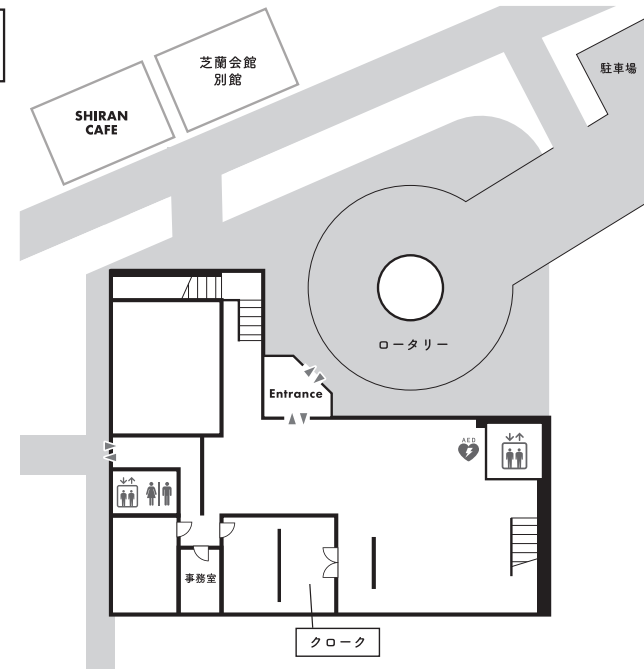 芝蘭会館
別館
SHIRAN
CAFE
駐車場
ロータリー
Entrance
AED
事務室
クローク